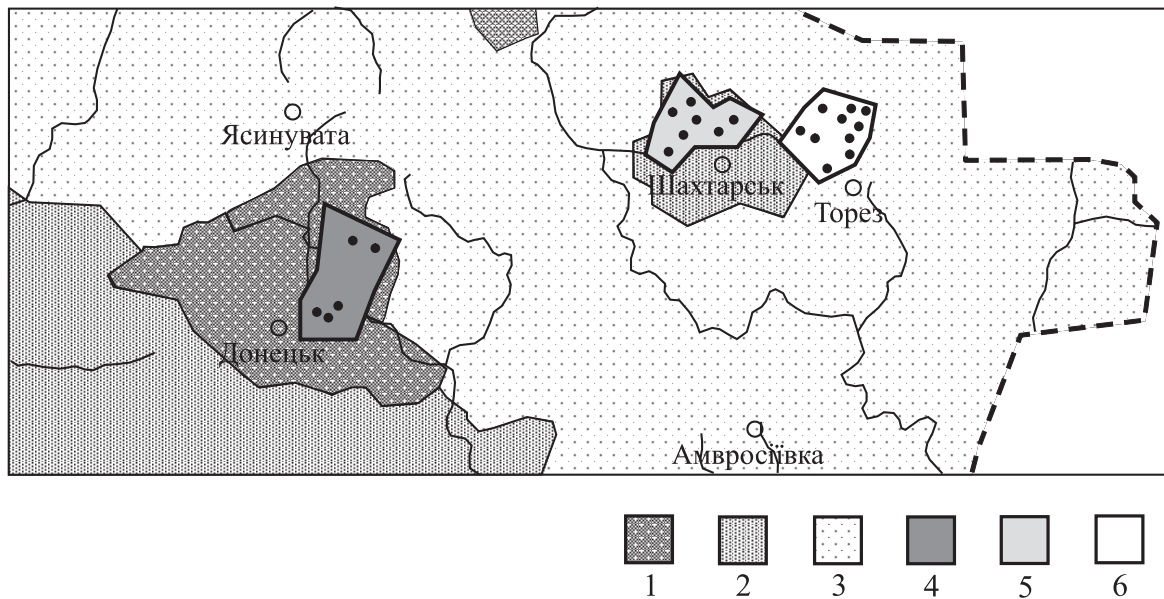 Ясинувата
Шахтарськ
Торез
Донецьк
Амвросіївка
1 2 3 4 5 6